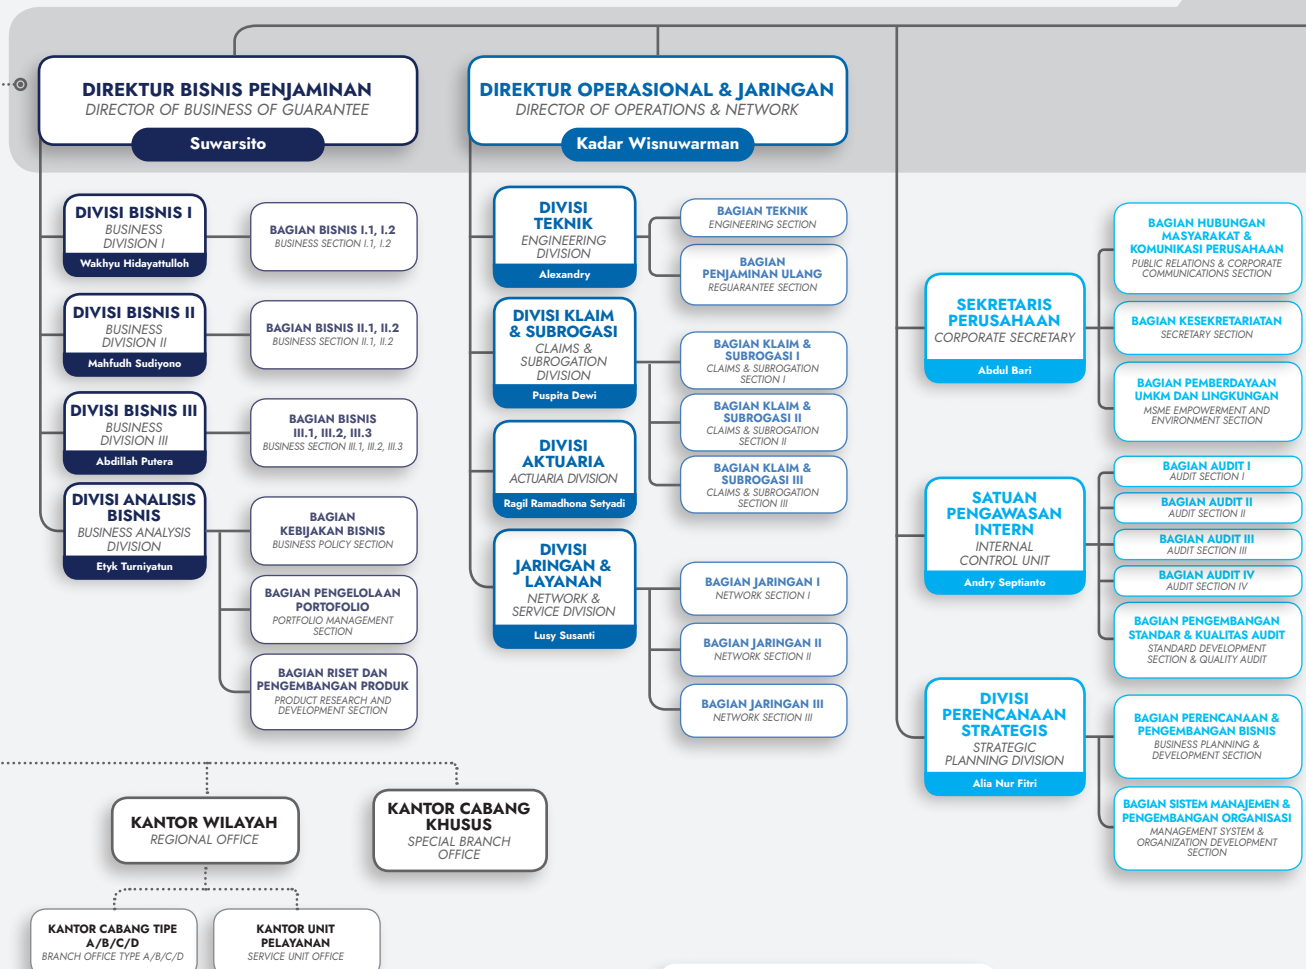 DIREKTUR BISNIS PENJAMINAN
DIRECTOR OF BUSINESS OF GUARANTEE
Suwarsito
DIVISI BISNIS I
BUSINESS
DIVISION I
Wakhyu Hidayattulloh
BAGIAN BISNIS I.1, I.2
BUSINESS SECTION I.1, I.2
DIVISI BISNIS II
BUSINESS
DIVISION II
Mahfudh Sudiyono
BAGIAN BISNIS II.1, II.2
BUSINESS SECTION II.1, II.2
DIVISI BISNIS III
BUSINESS
DIVISION III
Abdillah Putera
BAGIAN BISNIS
III.1, III.2, III.3
BUSINESS SECTION III.1, III.2, III.3
DIVISI ANALISIS
BISNIS
BUSINESS ANALYSIS
DIVISION
Etyk Turniyatun
BAGIAN
KEBIJAKAN BISNIS
BUSINESS POLICY SECTION
BAGIAN PENGELOLAAN
PORTOFOLIO
PORTFOLIO MANAGEMENT
SECTION
BAGIAN RISET DAN
PENGEMBANGAN PRODUK
PRODUCT RESEARCH AND
DEVELOPMENT SECTION
DIREKTUR OPERASIONAL & JARINGAN
DIRECTOR OF OPERATIONS & NETWORK
Kadar Wisnuwarman
DIVISI
TEKNIK
ENGINEERING
DIVISION
Alexandry
BAGIAN TEKNIK
ENGINEERING SECTION
BAGIAN
PENJAMINAN ULANG
REGUARANTEE SECTION
DIVISI KLAIM
& SUBROGASI
CLAIMS &
SUBROGATION
DIVISION
Puspita Dewi
BAGIAN KLAIM &
SUBROGASI I
CLAIMS & SUBROGATION
SECTION I
BAGIAN KLAIM &
SUBROGASI II
CLAIMS & SUBROGATION
SECTION II
BAGIAN KLAIM &
SUBROGASI III
CLAIMS & SUBROGATION
SECTION III
DIVISI
AKTUARIA
ACTUARIA DIVISION
Ragil Ramadhona Setyadi
DIVISI
JARINGAN &
LAYANAN
NETWORK &
SERVICE DIVISION
Lusy Susanti
BAGIAN JARINGAN I
NETWORK SECTION I
BAGIAN JARINGAN II
NETWORK SECTION II
BAGIAN JARINGAN III
NETWORK SECTION III
SEKRETARIS
PERUSAHAAN
CORPORATE SECRETARY
Abdul Bari
BAGIAN HUBUNGAN
MASYARAKAT &
KOMUNIKASI PERUSAHAAN
PUBLIC RELATIONS & CORPORATE
COMMUNICATIONS SECTION
BAGIAN KESEKRETARIATAN
SECRETARY SECTION
BAGIAN PEMBERDAYAAN
UMKM DAN LINGKUNGAN
MSME EMPOWERMENT AND
ENVIRONMENT SECTION
SATUAN
PENGAWASAN
INTERN
INTERNAL
CONTROL UNIT
Andry Septianto
BAGIAN AUDIT I
AUDIT SECTION I
BAGIAN AUDIT II
AUDIT SECTION II
BAGIAN AUDIT III
AUDIT SECTION III
BAGIAN AUDIT IV
AUDIT SECTION IV
BAGIAN PENGEMBANGAN
STANDAR & KUALITAS AUDIT
STANDARD DEVELOPMENT
SECTION & QUALITY AUDIT
DIVISI
PERENCANAAN
STRATEGIS
STRATEGIC
PLANNING DIVISION
Alia Nur Fitri
BAGIAN PERENCANAAN &
PENGEMBANGAN BISNIS
BUSINESS PLANNING &
DEVELOPMENT SECTION
BAGIAN SISTEM MANAJEMEN &
PENGEMBANGAN ORGANISASI
MANAGEMENT SYSTEM &
ORGANIZATION DEVELOPMENT
SECTION
KANTOR WILAYAH
REGIONAL OFFICE
KANTOR CABANG
KHUSUS
SPECIAL BRANCH
OFFICE
KANTOR CABANG TIPE
A/B/C/D
BRANCH OFFICE TYPE A/B/C/D
KANTOR UNIT
PELAYANAN
SERVICE UNIT OFFICE